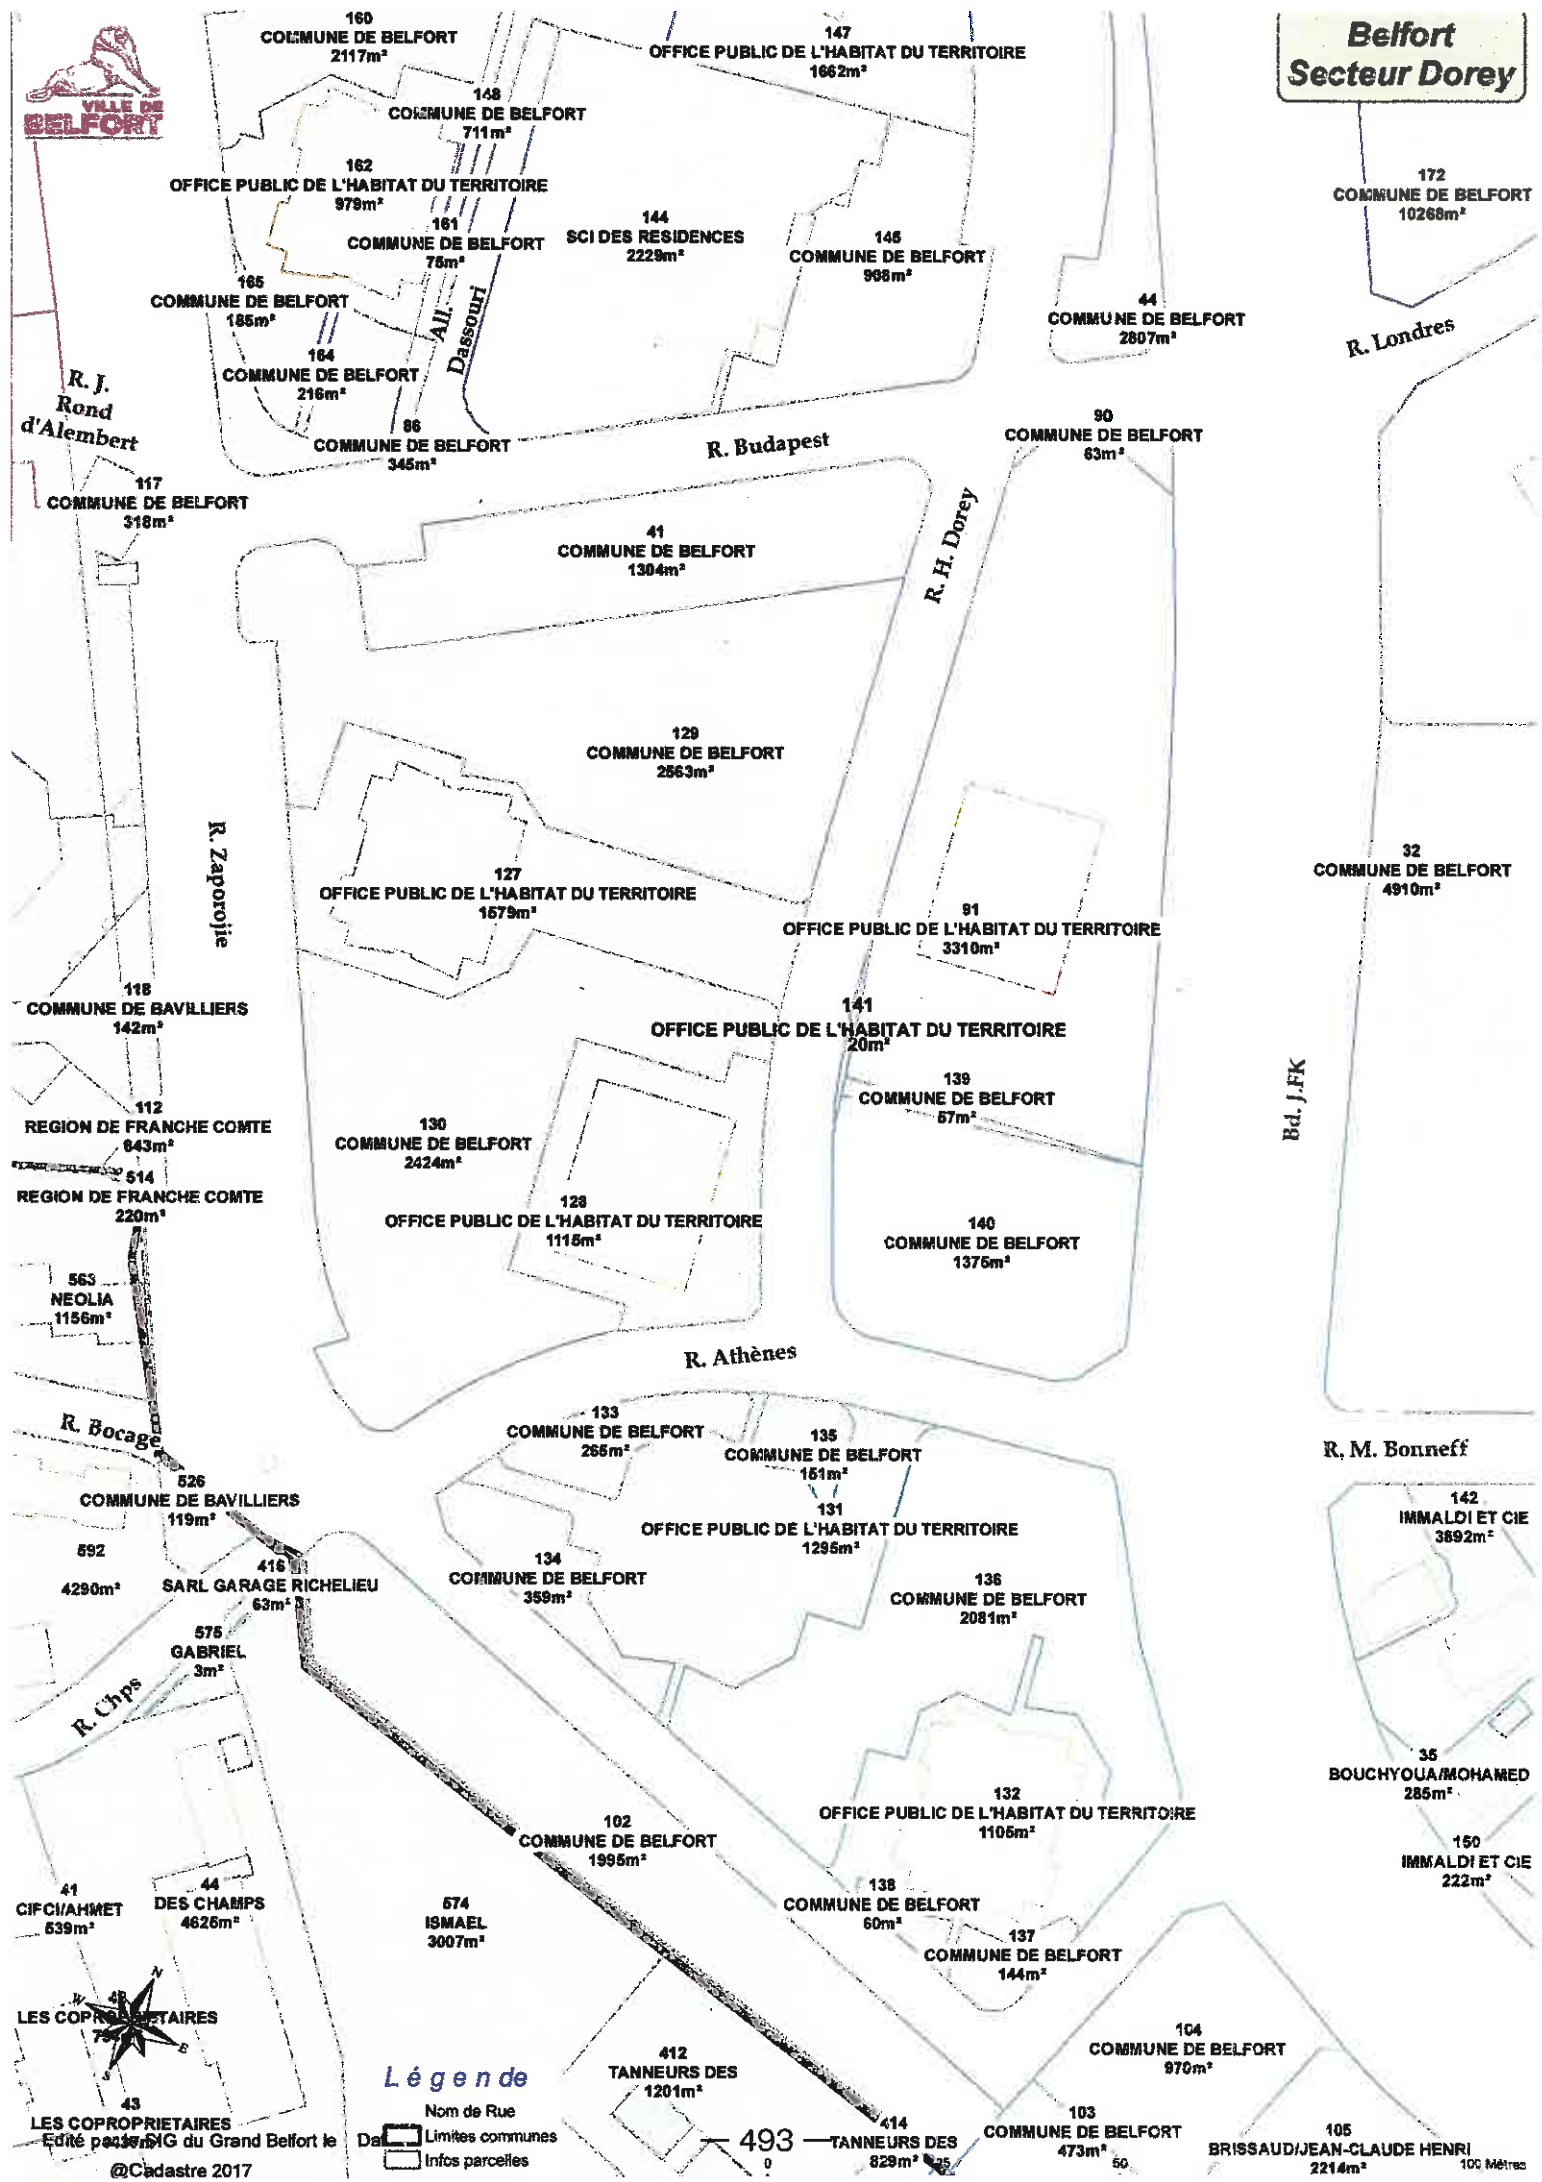 VILLE DE
BELFORT
Belfort
Secteur Dorey
160
COMMUNE DE BELFORT
2117m²
147
OFFICE PUBLIC DE L'HABITAT DU TERRITOIRE
1662m²
148
COMMUNE DE BELFORT
711m²
162
OFFICE PUBLIC DE L'HABITAT DU TERRITOIRE
979m²
172
COMMUNE DE BELFORT
10268m²
161
COMMUNE DE BELFORT
75m²
144
SCI DES RESIDENCES
2229m²
145
COMMUNE DE BELFORT
165
COMMUNE DE BELFORT
185m²
All.
Dassouri
44
COMMUNE DE BELFORT
2807m²
R. Londres
164
COMMUNE DE BELFORT
216m²
R. J.
Rond
d'Alembert
86
COMMUNE DE BELFORT
345m²
R. Budapest
90
COMMUNE DE BELFORT
63m²
117
COMMUNE DE BELFORT
318m²
41
COMMUNE DE BELFORT
1304m²
R. H. Dorey
129
COMMUNE DE BELFORT
2563m²
R. Zaporojie
127
OFFICE PUBLIC DE L'HABITAT DU TERRITOIRE
1579m²
32
COMMUNE DE BELFORT
4910m²
91
OFFICE PUBLIC DE L'HABITAT DU TERRITOIRE
3310m²
118
COMMUNE DE BAVILLIERS
142m²
141
OFFICE PUBLIC DE L'HABITAT DU TERRITOIRE
20m²
139
COMMUNE DE BELFORT
57m²
Bd. J.FK
112
REGION DE FRANCHE COMTE
643m²
130
COMMUNE DE BELFORT
2424m²
514
REGION DE FRANCHE COMTE
220m²
128
OFFICE PUBLIC DE L'HABITAT DU TERRITOIRE
1115m²
140
COMMUNE DE BELFORT
1375m²
563
NEOLIA
1156m²
R. Athènes
R. Bocage
133
COMMUNE DE BELFORT
265m²
135
COMMUNE DE BELFORT
151m²
R. M. Bonneff
526
COMMUNE DE BAVILLIERS
119m²
131
OFFICE PUBLIC DE L'HABITAT DU TERRITOIRE
1295m²
142
IMMALDI ET CIE
3692m²
592
4290m²
416
SARL GARAGE RICHELIEU
63m²
134
COMMUNE DE BELFORT
359m²
136
COMMUNE DE BELFORT
2081m²
575
GABRIEL
3m²
R. Chps
35
BOUCHYOUA/MOHAMED
285m²
132
OFFICE PUBLIC DE L'HABITAT DU TERRITOIRE
1105m²
102
COMMUNE DE BELFORT
1995m²
150
IMMALDI ET CIE
222m²
41
CIFCI/AHMET
539m²
44
DES CHAMPS
4625m²
574
ISMAEL
3007m²
138
COMMUNE DE BELFORT
60m²
137
COMMUNE DE BELFORT
144m²
N
W
E
S
LES COPROPRIETAIRES
104
COMMUNE DE BELFORT
970m²
412
TANNEURS DES
1201m²
Légende
Nom de Rue
Limites communes
Infos parcelles
43
LES COPROPRIETAIRES
Edité par le SIG du Grand Belfort le
@Cadastre 2017
493
414
TANNEURS DES
829m²
103
COMMUNE DE BELFORT
473m²
105
BRISSAUD/JEAN-CLAUDE HENRI
2214m²
0
25
50
100 Mètres